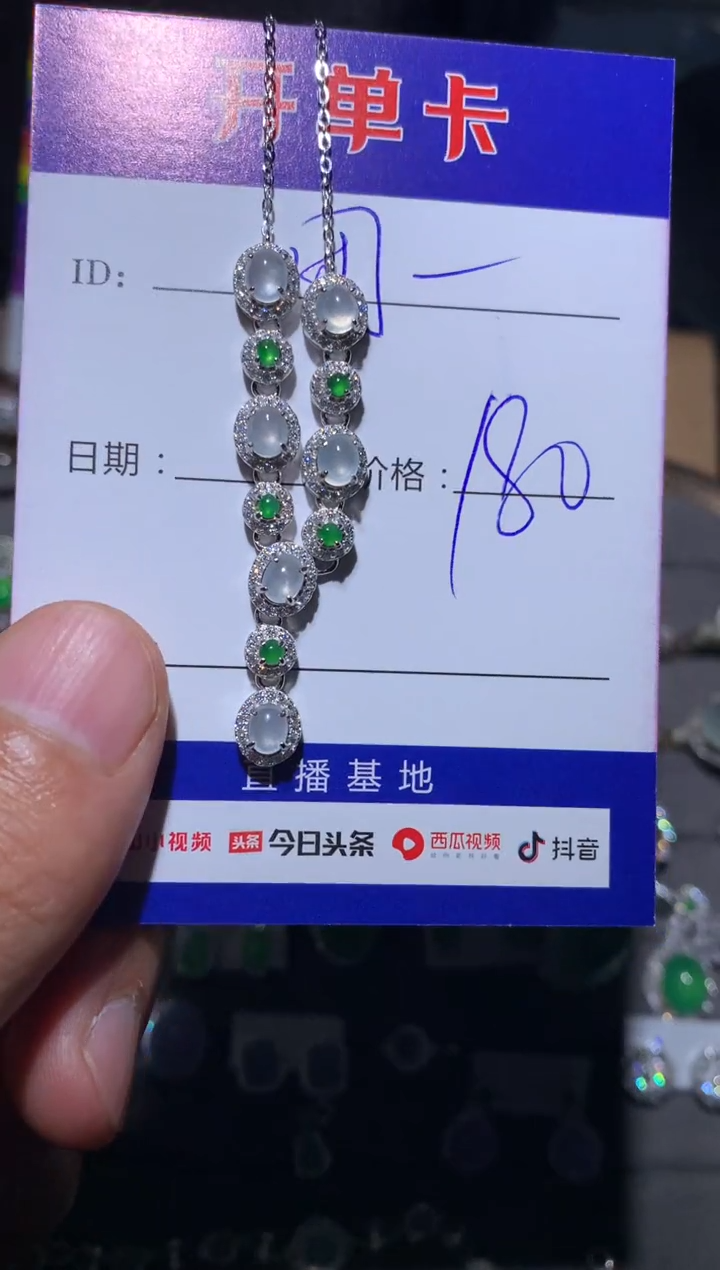 开单卡
ID： 一
日期： 价格：180
直播基地
小视频 头条 今日头条 西瓜视频 抖音